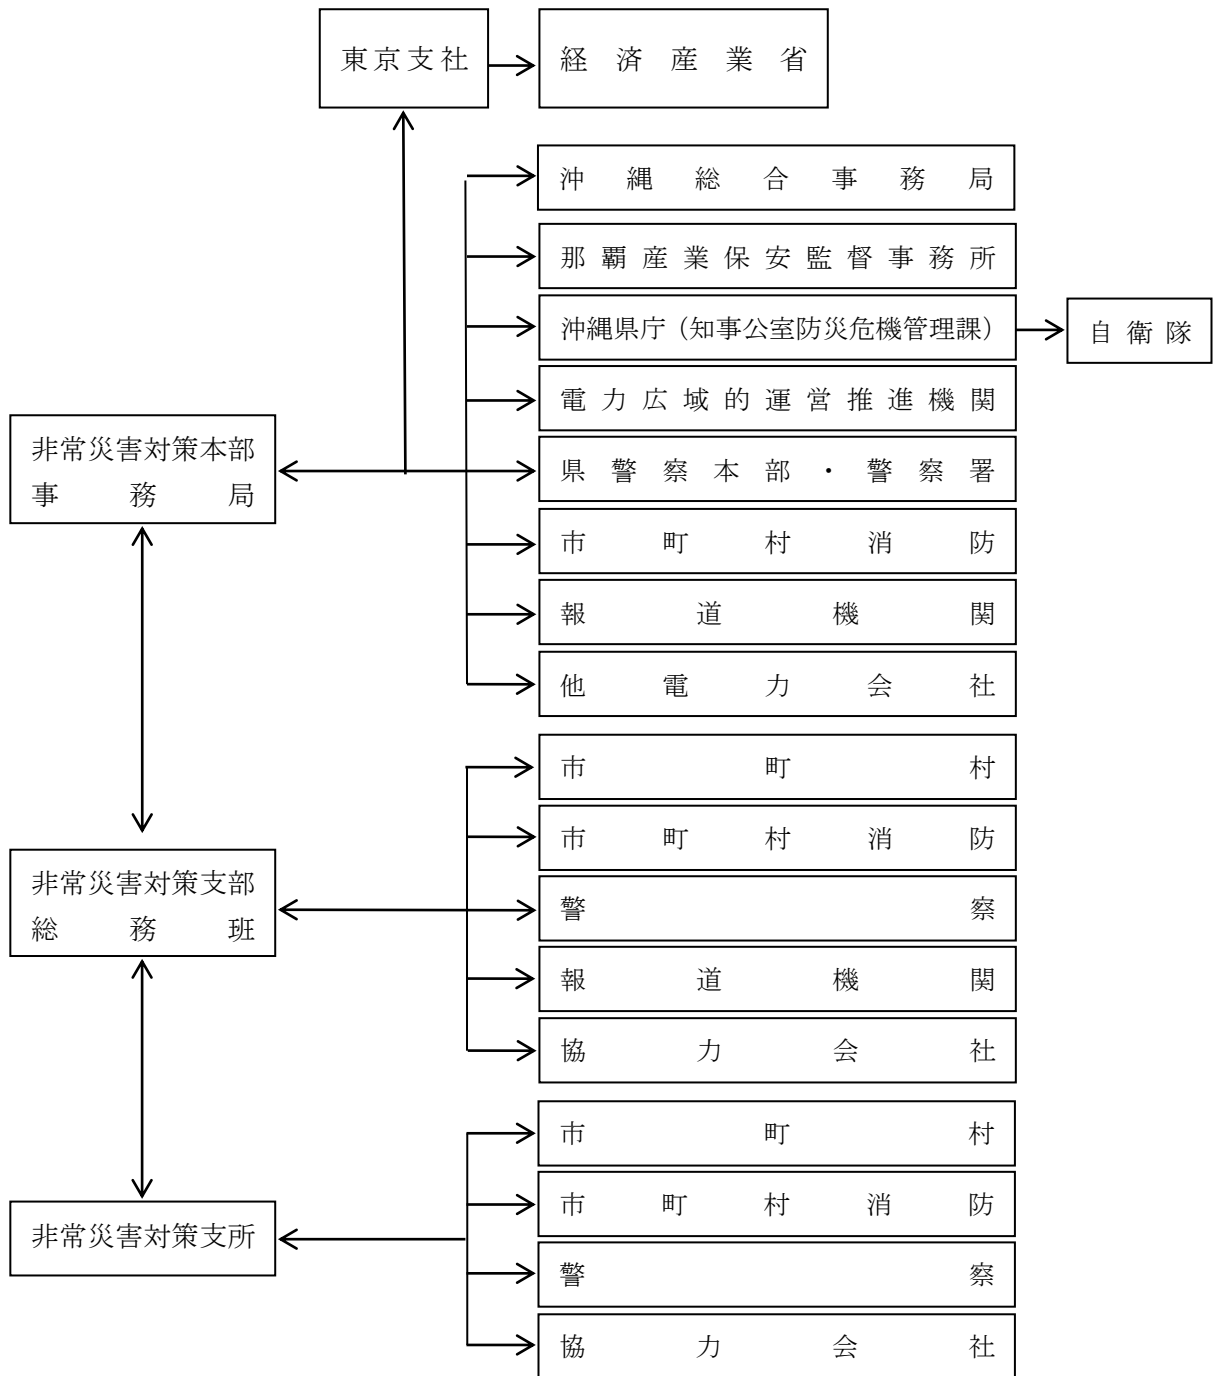 東京支社
経済産業省
沖縄総合事務局
那覇産業保安監督事務所
沖縄県庁（知事公室防災危機管理課）
自衛隊
電力広域的運営推進機関
非常災害対策本部
事務局
県警察本部・警察署
市町村消防
報道機関
他電力会社
市町村
市町村消防
非常災害対策支部
総務班
警察
報道機関
協力会社
市町村
市町村消防
非常災害対策支所
警察
協力会社